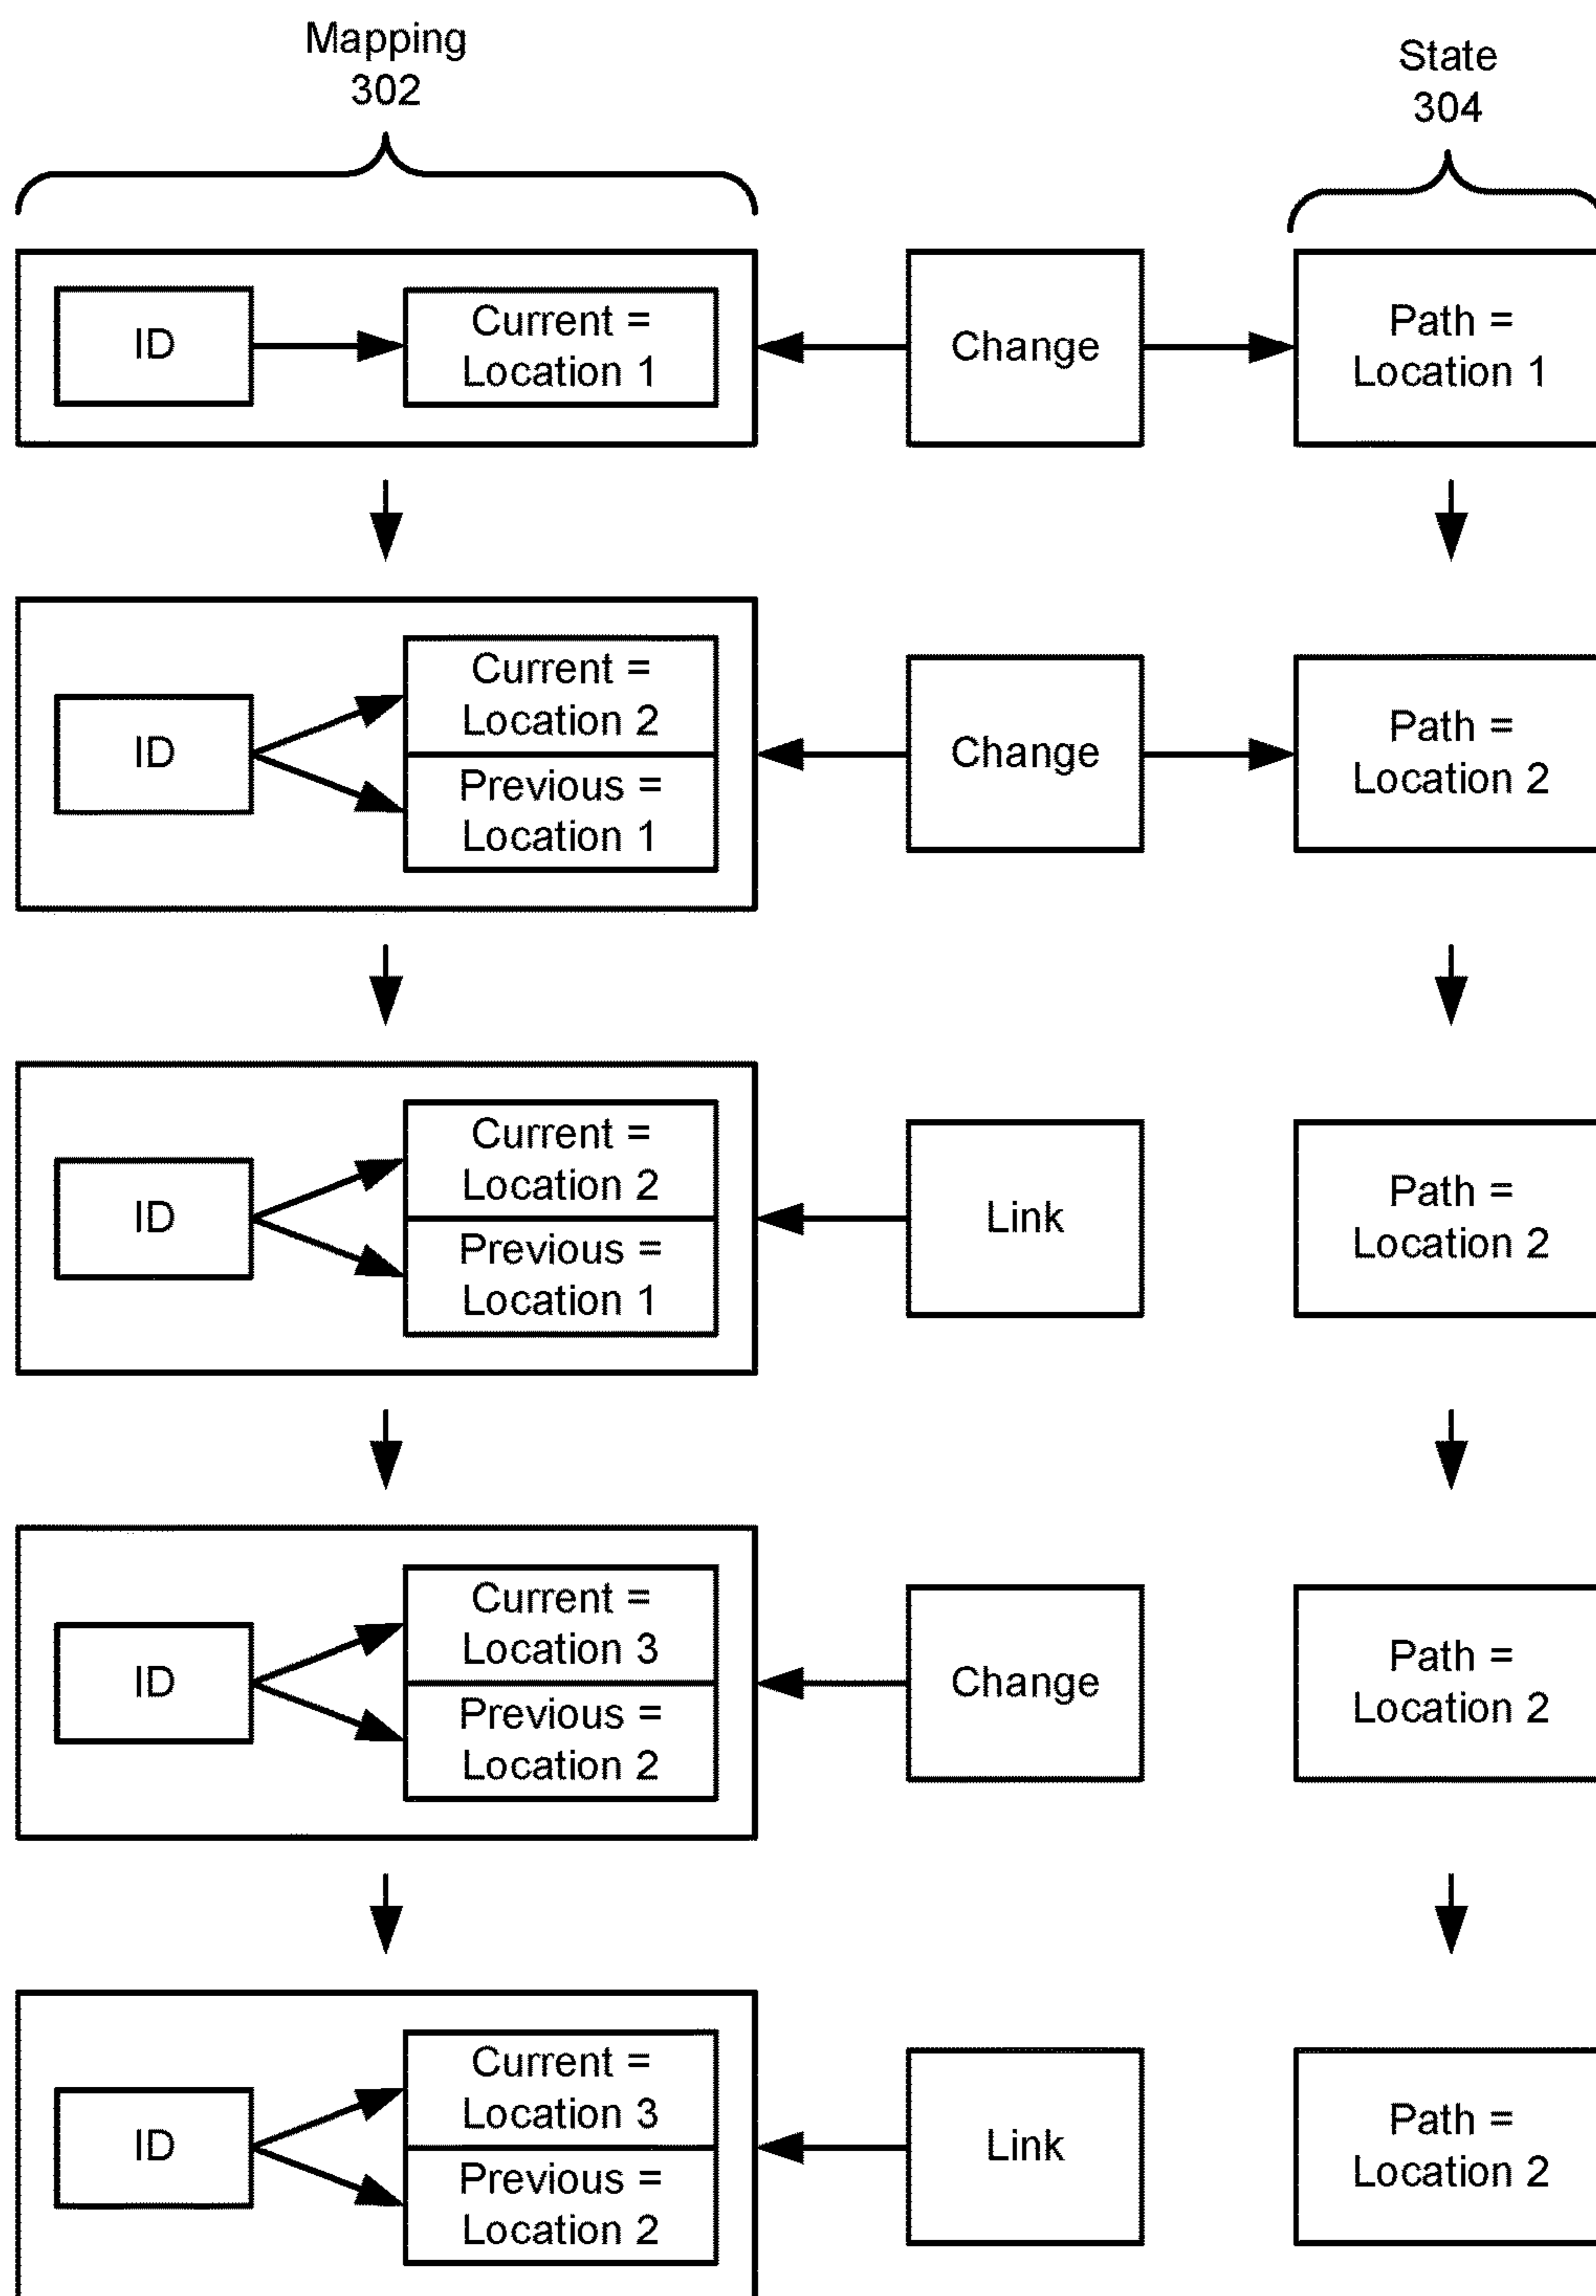 Mapping
302
State
304
ID
Current =
Location 1
Change
Path =
Location 1
ID
Current =
Location 2
Previous =
Location 1
Change
Path =
Location 2
ID
Current =
Location 2
Previous =
Location 1
Link
Path =
Location 2
ID
Current =
Location 3
Previous =
Location 2
Change
Path =
Location 2
ID
Current =
Location 3
Previous =
Location 2
Link
Path =
Location 2